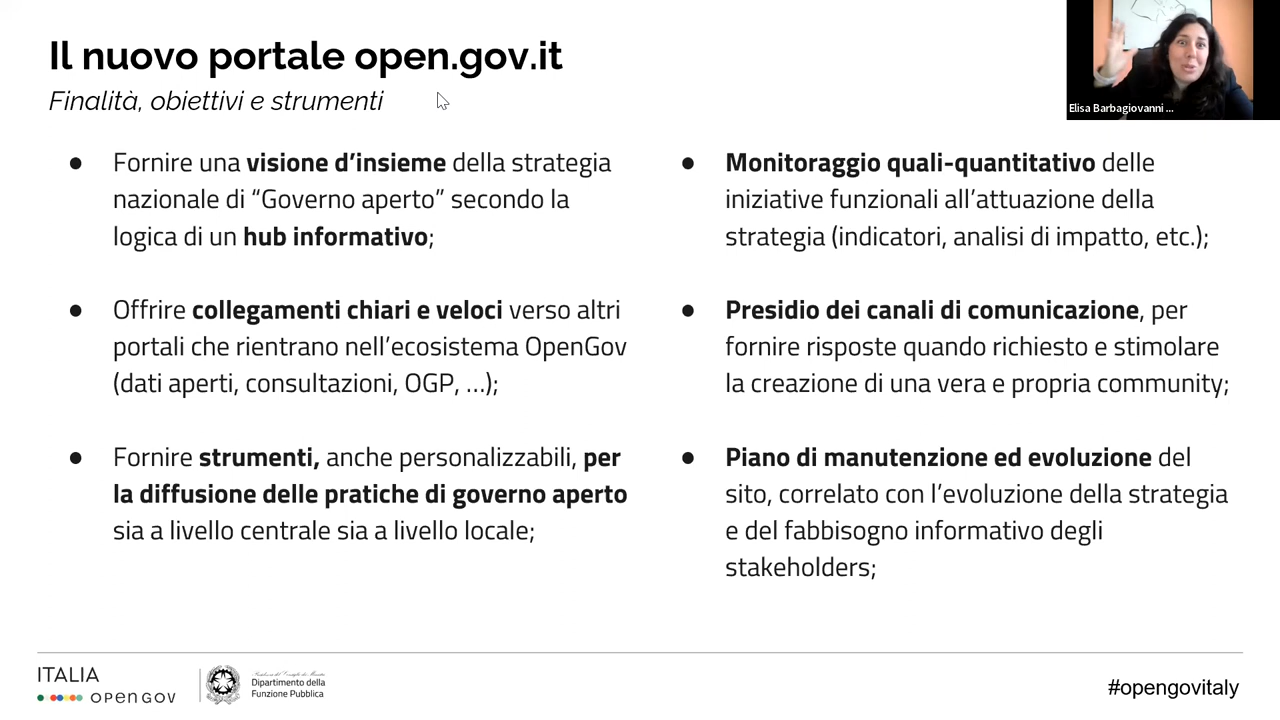 Il nuovo portale open.gov.it
Finalità, obiettivi e strumenti
Elisa Barbagiovanni ...
● Fornire una visione d’insieme della strategia
nazionale di “Governo aperto” secondo la
logica di un hub informativo;
● Offrire collegamenti chiari e veloci verso altri
portali che rientrano nell’ecosistema OpenGov
(dati aperti, consultazioni, OGP, …);
● Fornire strumenti, anche personalizzabili, per
la diffusione delle pratiche di governo aperto
sia a livello centrale sia a livello locale;
● Monitoraggio quali-quantitativo delle
iniziative funzionali all’attuazione della
strategia (indicatori, analisi di impatto, etc.);
● Presidio dei canali di comunicazione, per
fornire risposte quando richiesto e stimolare
la creazione di una vera e propria community;
● Piano di manutenzione ed evoluzione del
sito, correlato con l’evoluzione della strategia
e del fabbisogno informativo degli
stakeholders;
ITALIA
OPEN GOV
Dipartimento della
Funzione Pubblica
#opengovitaly